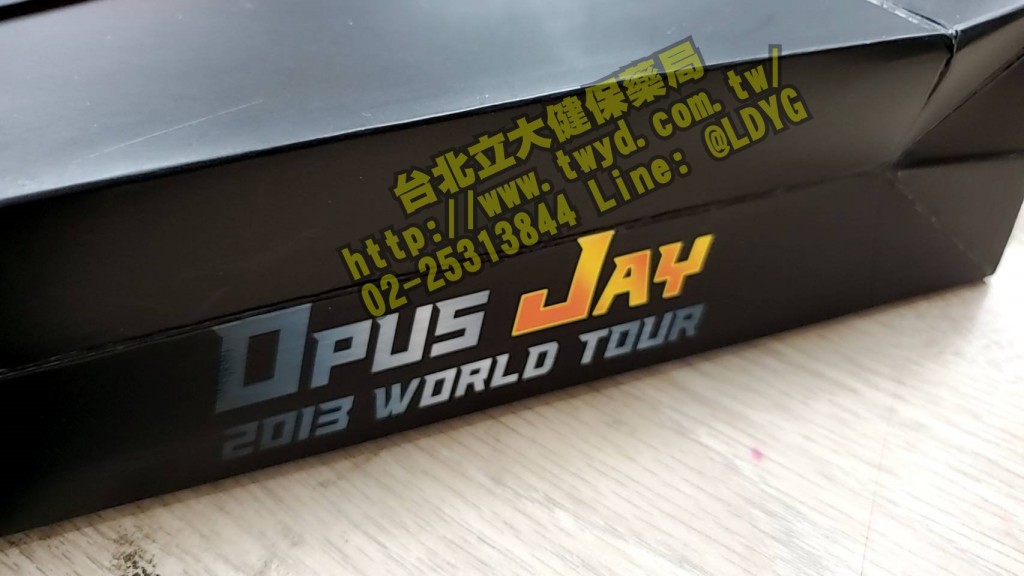 台北立大健保藥局
http://www.twyd.com.tw/
02-25313844 Line: @LDYG
OPUS JAY
2013 WORLD TOUR